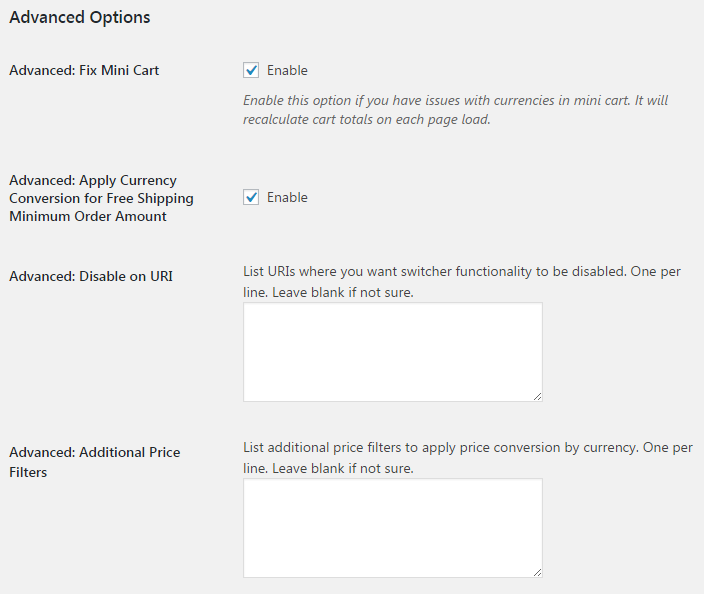 Advanced Options
Advanced: Fix Mini Cart
Enable
Enable this option if you have issues with currencies in mini cart. It will
recalculate cart totals on each page load.
Advanced: Apply Currency
Conversion for Free Shipping
Minimum Order Amount
Enable
Advanced: Disable on URI
List URIs where you want switcher functionality to be disabled. One per
line. Leave blank if not sure.
Advanced: Additional Price
Filters
List additional price filters to apply price conversion by currency. One per
line. Leave blank if not sure.